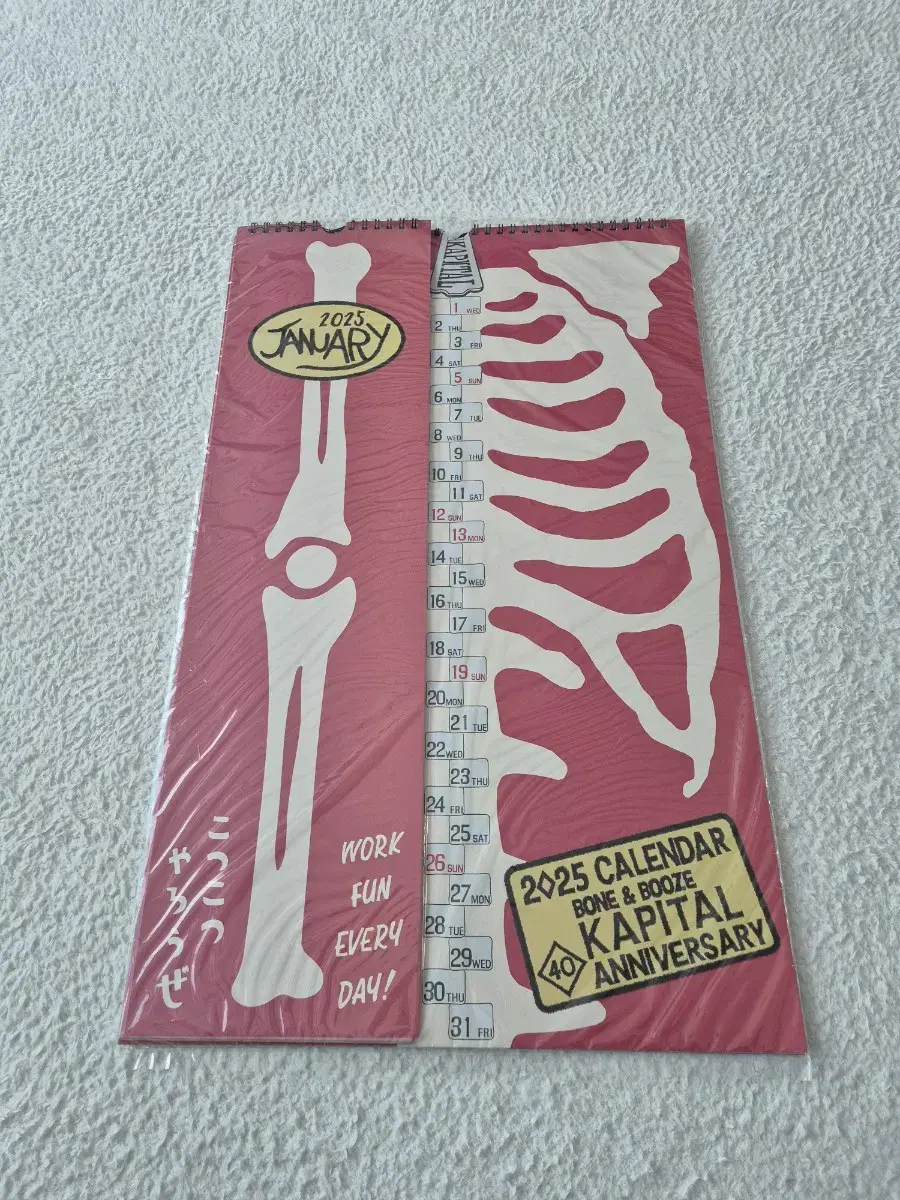 2025
JANUARY
こつこつ
やろうぜ
WORK
FUN
EVERY
DAY!
KAPITAL
1 WED
2 THU
3 FRI
4 SAT
5 SUN
6 MON
7 TUE
8 WED
9 THU
10 FRI
11 SAT
12 SUN
13 MON
14 TUE
15 WED
16 THU
17 FRI
18 SAT
19 SUN
20 MON
21 TUE
22 WED
23 THU
24 FRI
25 SAT
26 SUN
27 MON
28 TUE
29 WED
30 THU
31 FRI
2025 CALENDAR
BONE & BOOZE
KAPITAL
40 ANNIVERSARY